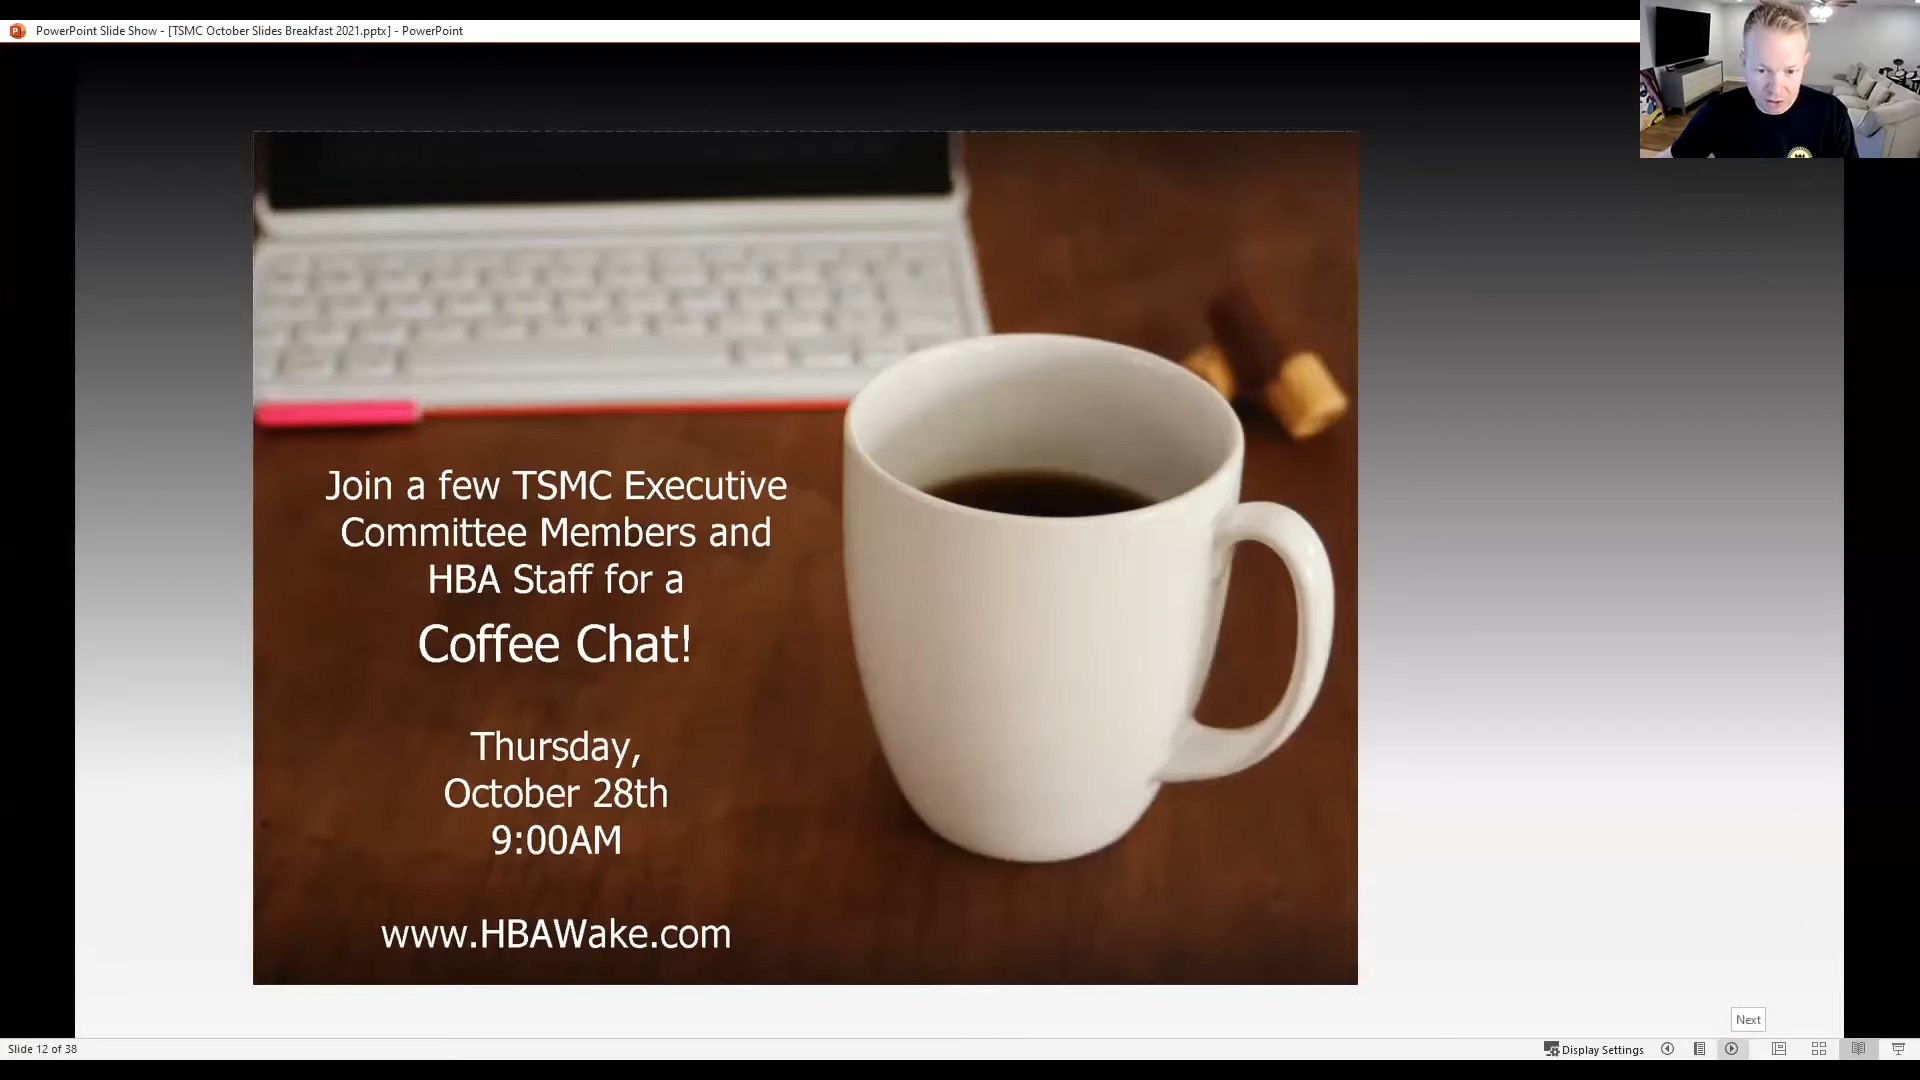 PowerPoint Slide Show - [TSMC October Slides Breakfast 2021.pptx] - PowerPoint
Join a few TSMC Executive
Committee Members and
HBA Staff for a
Coffee Chat!
Thursday,
October 28th
9:00AM
www.HBAWake.com
Next
Slide 12 of 38
Display Settings